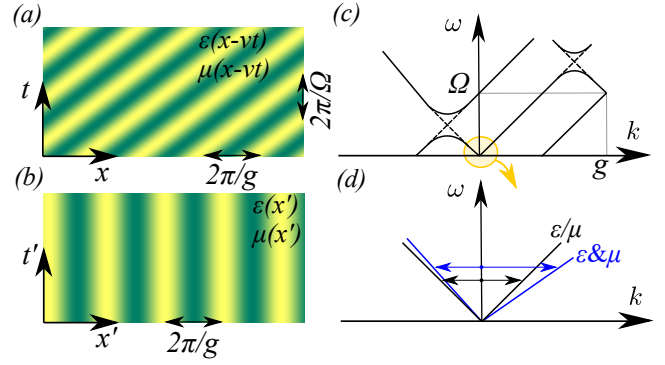 (a)
ε(x-vt)
μ(x-vt)
t
x
2π/g
2π/Ω
(b)
ε(x')
μ(x')
t'
x'
2π/g
(c)
ω
Ω
k
g
(d)
ω
ε/μ
ε&μ
k